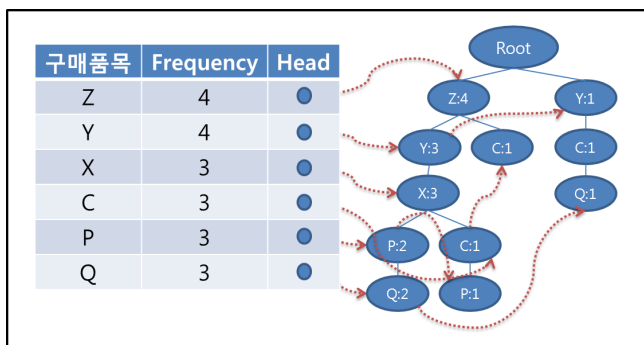 구매품목 Frequency Head
Z 4
Y 4
X 3
C 3
P 3
Q 3
Root
Z:4 Y:1
Y:3 C:1 C:1
X:3 Q:1
P:2 C:1
Q:2 P:1